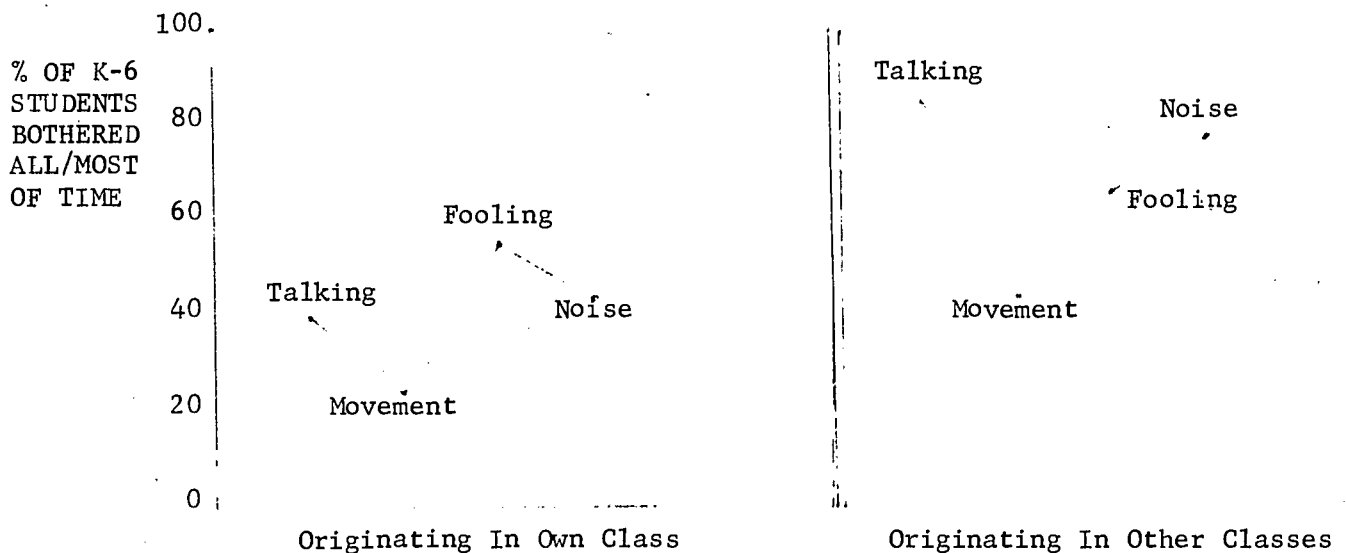 100
% OF K-6
STUDENTS
BOTHERED
ALL/MOST
OF TIME
80
60
40
20
0
Talking
Movement
Fooling
Noise
Talking
Movement
Noise
Fooling
Originating In Own Class
Originating In Other Classes